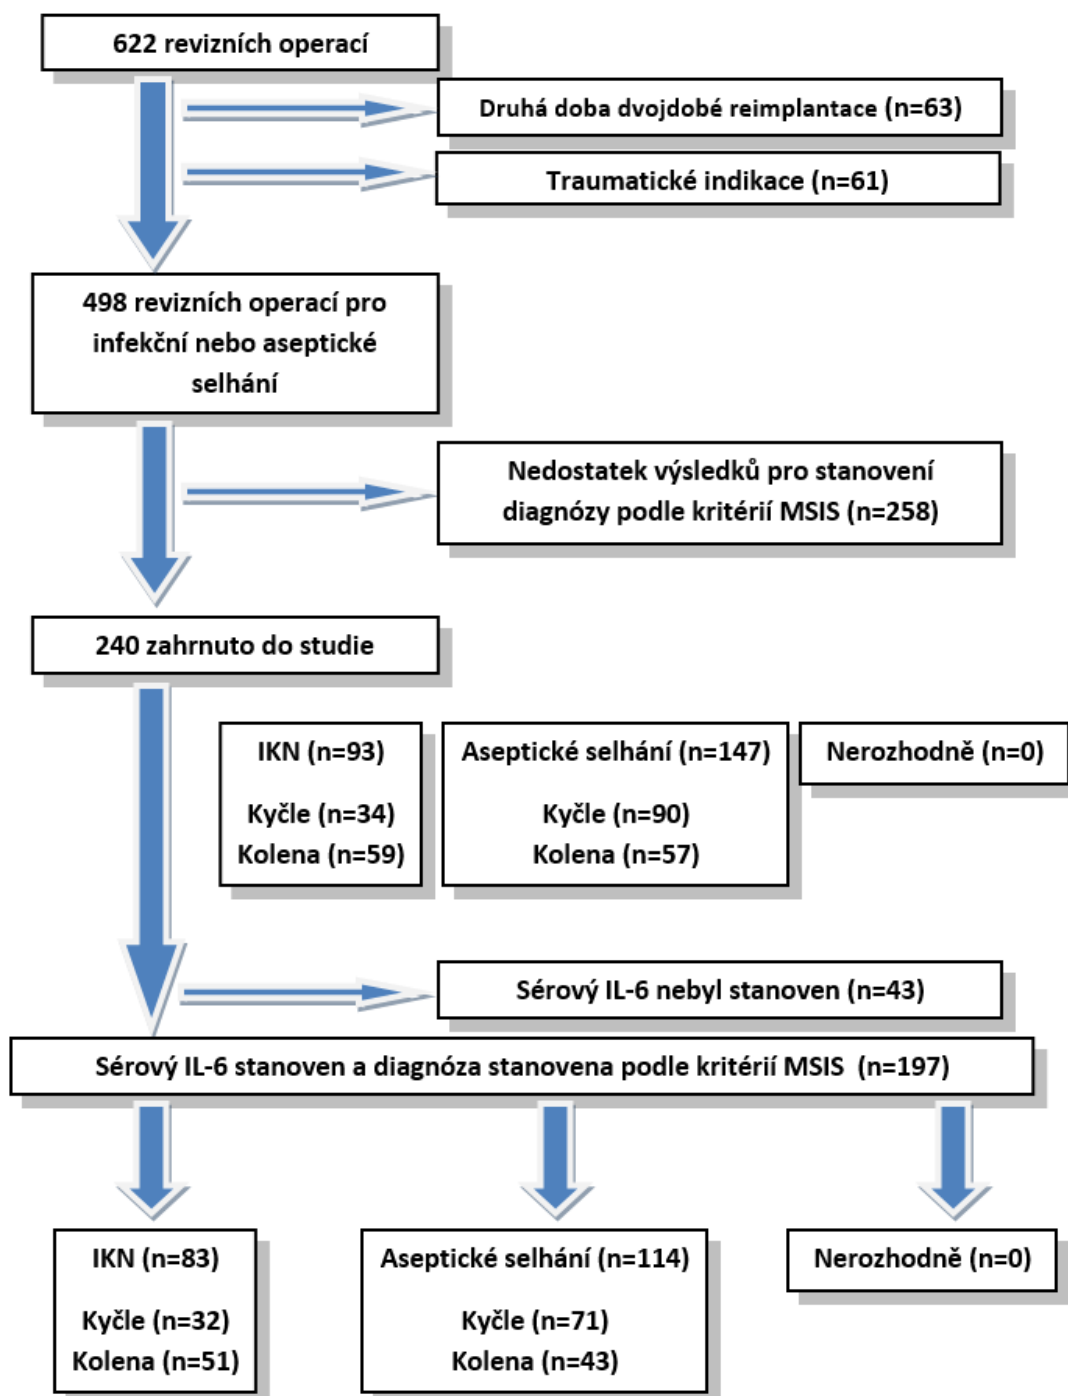 622 revizních operací
Druhá doba dvojdobé reimplantace (n=63)
Traumatické indikace (n=61)
498 revizních operací pro
infekční nebo aseptické
selhání
Nedostatek výsledků pro stanovení
diagnózy podle kritérií MSIS (n=258)
240 zahrnuto do studie
IKN (n=93)
Kyčle (n=34)
Kolena (n=59)
Aseptické selhání (n=147)
Kyčle (n=90)
Kolena (n=57)
Nerozhodně (n=0)
Sérový IL-6 nebyl stanoven (n=43)
Sérový IL-6 stanoven a diagnóza stanovena podle kritérií MSIS (n=197)
IKN (n=83)
Kyčle (n=32)
Kolena (n=51)
Aseptické selhání (n=114)
Kyčle (n=71)
Kolena (n=43)
Nerozhodně (n=0)